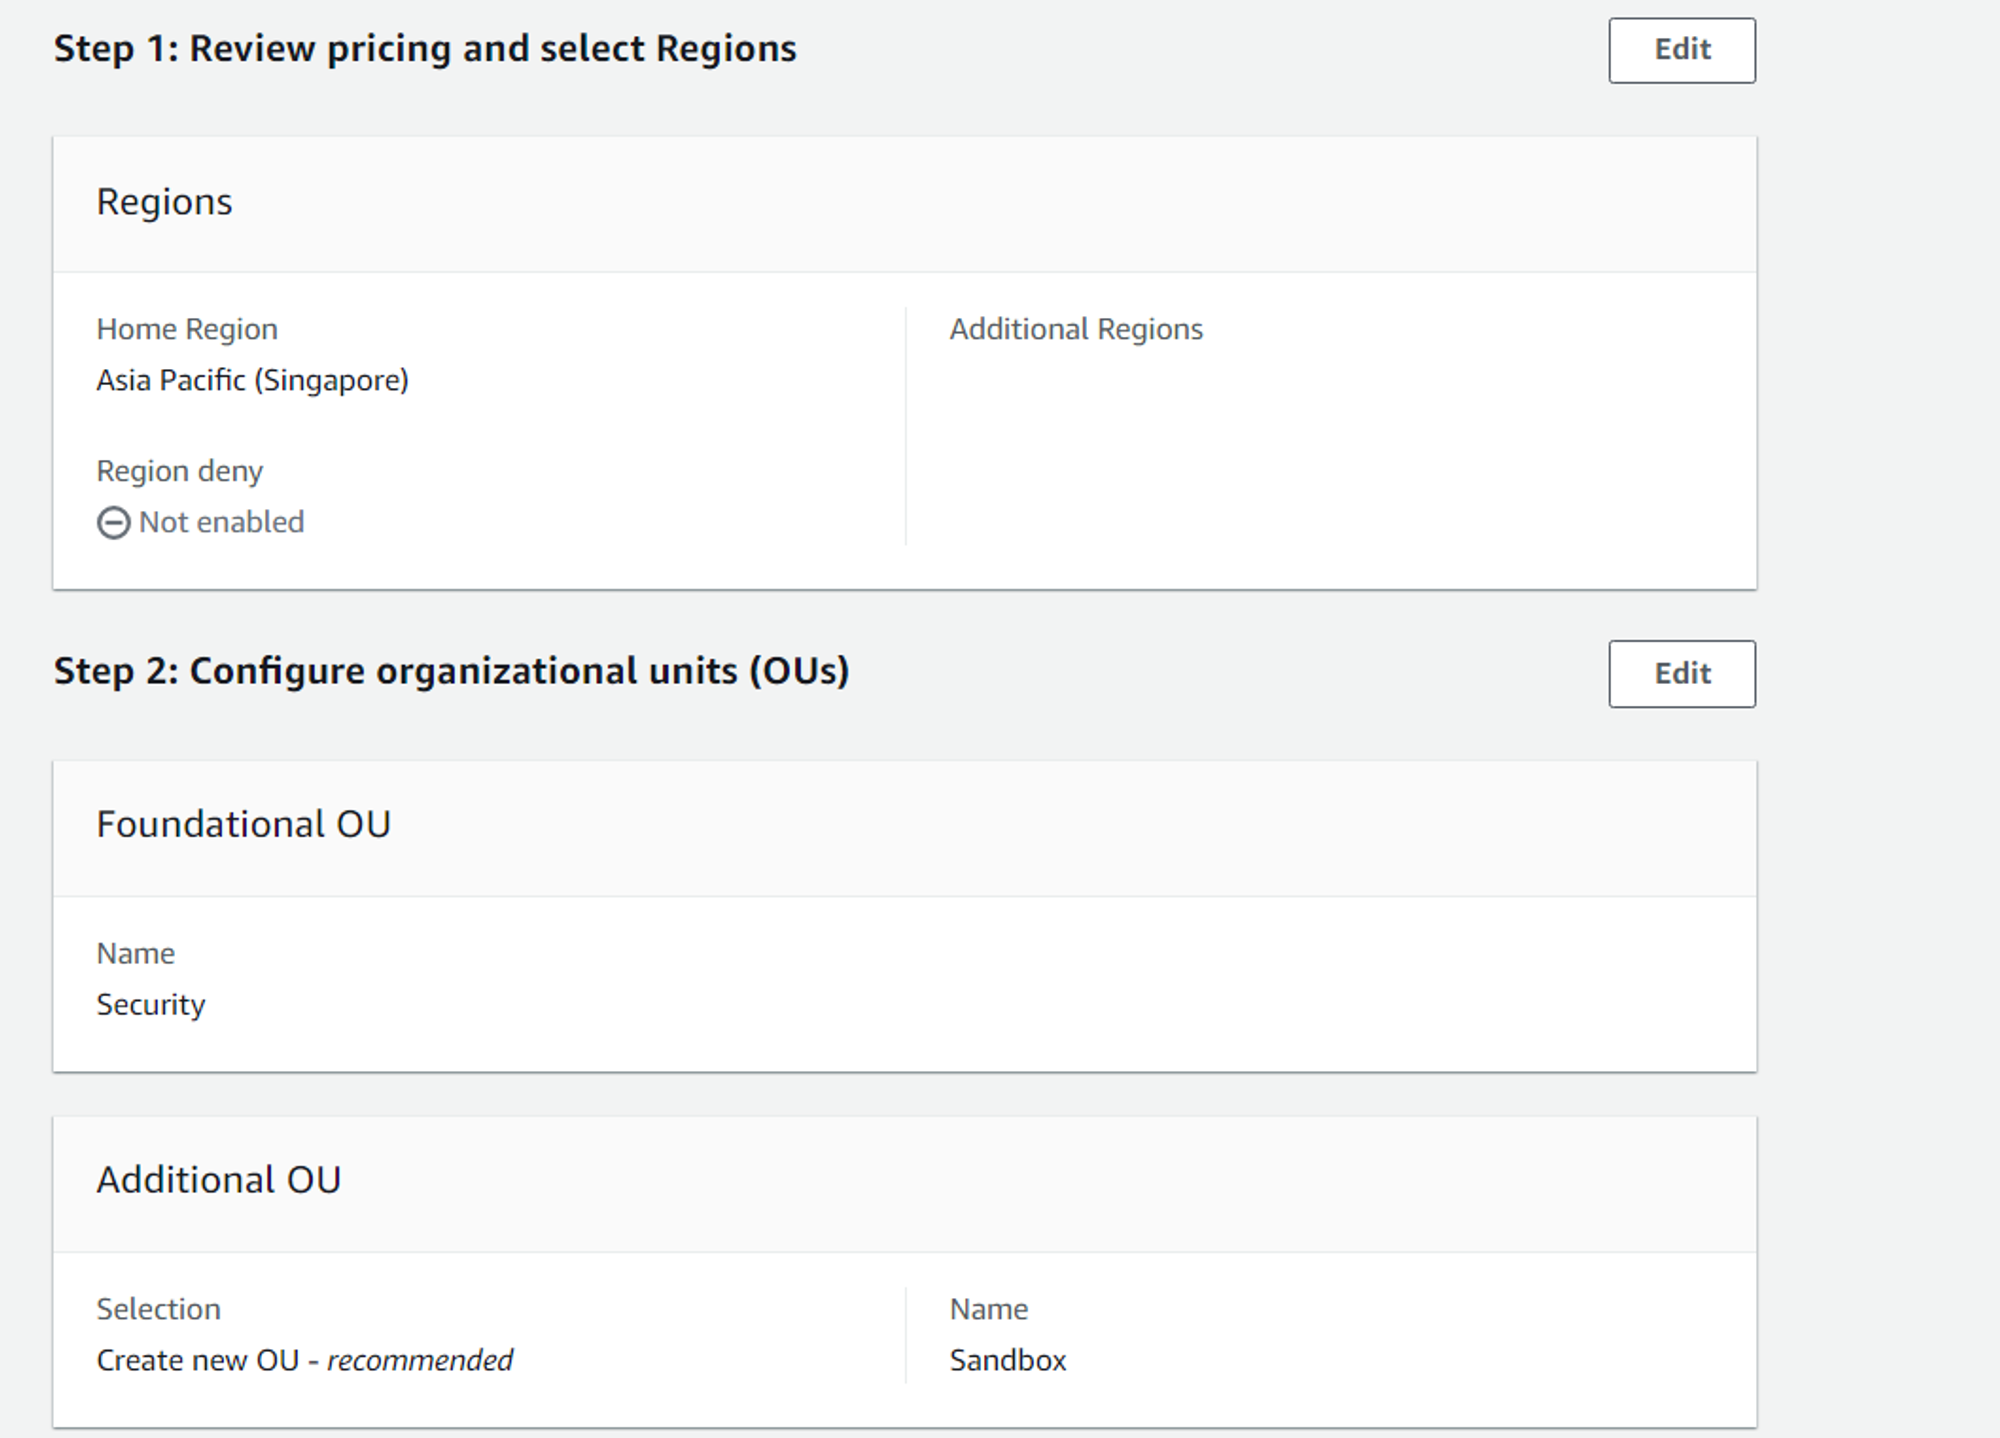 Step 1: Review pricing and select Regions
Edit
Regions
Home Region
Asia Pacific (Singapore)
Additional Regions
Region deny
Not enabled
Step 2: Configure organizational units (OUs)
Edit
Foundational OU
Name
Security
Additional OU
Selection
Create new OU - recommended
Name
Sandbox